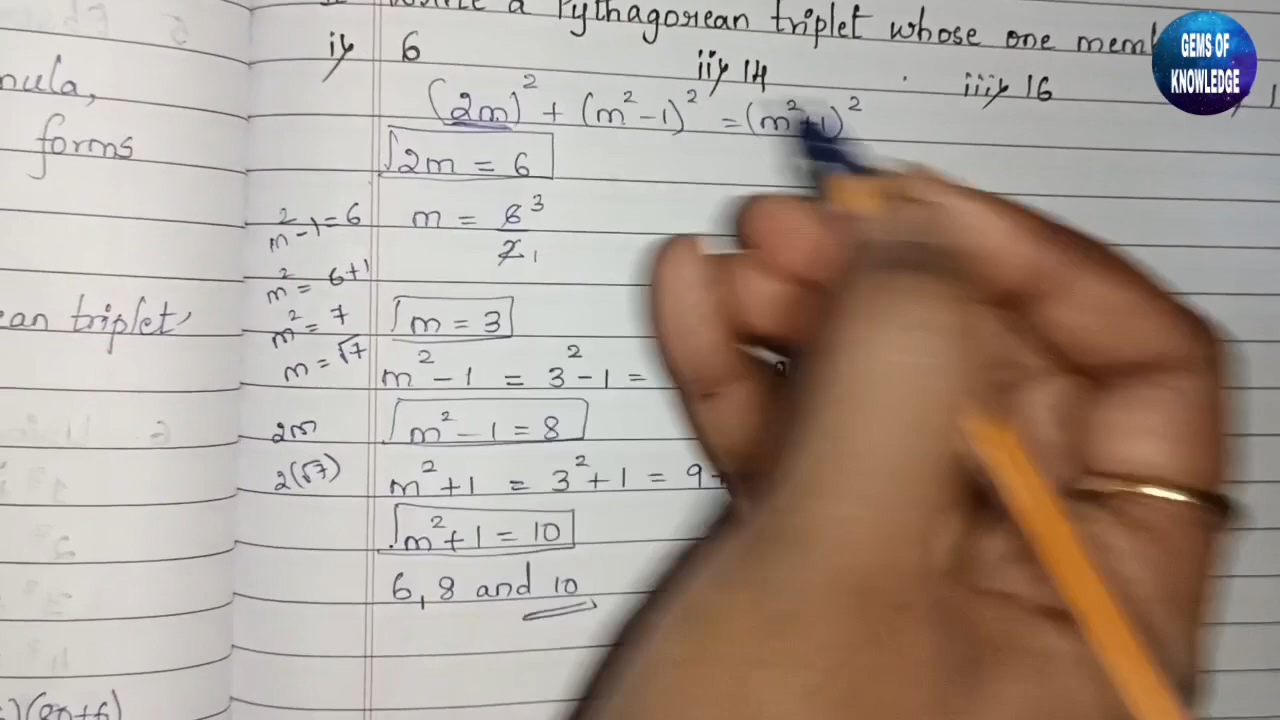 a Pythagorean triplet whose one mem
i) 6 ii) 14 iii) 16
(2m)² + (m²-1)² = (m²+1)²
2m = 6
m = 6 3
2 1
m = 3
m²-1 = 3²-1 =
m²-1 = 8
m²+1 = 3²+1 = 9+
m²+1 = 10
6, 8 and 10
m²-1=6
m² = 6+1
m² = 7
m = √7
2m
2(√7)
forms
triplet
GEMS OF
KNOWLEDGE